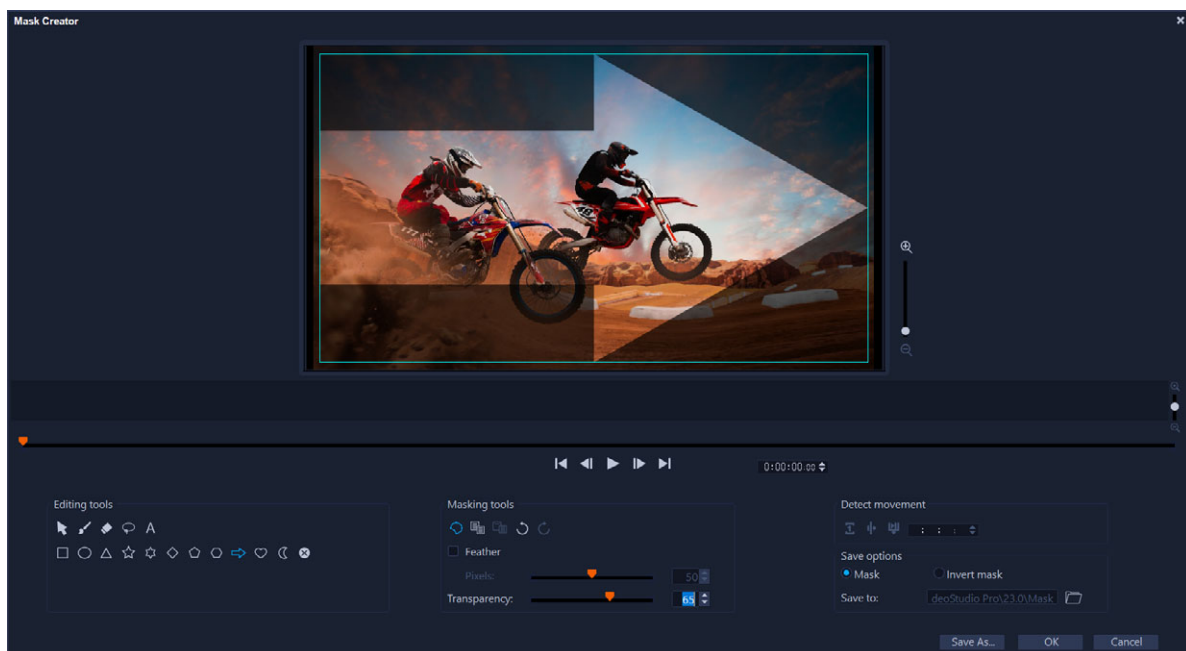 Mask Creator
0:00:00.00
Editing tools
A
Masking tools
Feather
Pixels: 50
Transparency: 65
Detect movement
: : :
Save options
Mask Invert mask
Save to: deoStudio Pro\23.0\Mask
Save As... OK Cancel